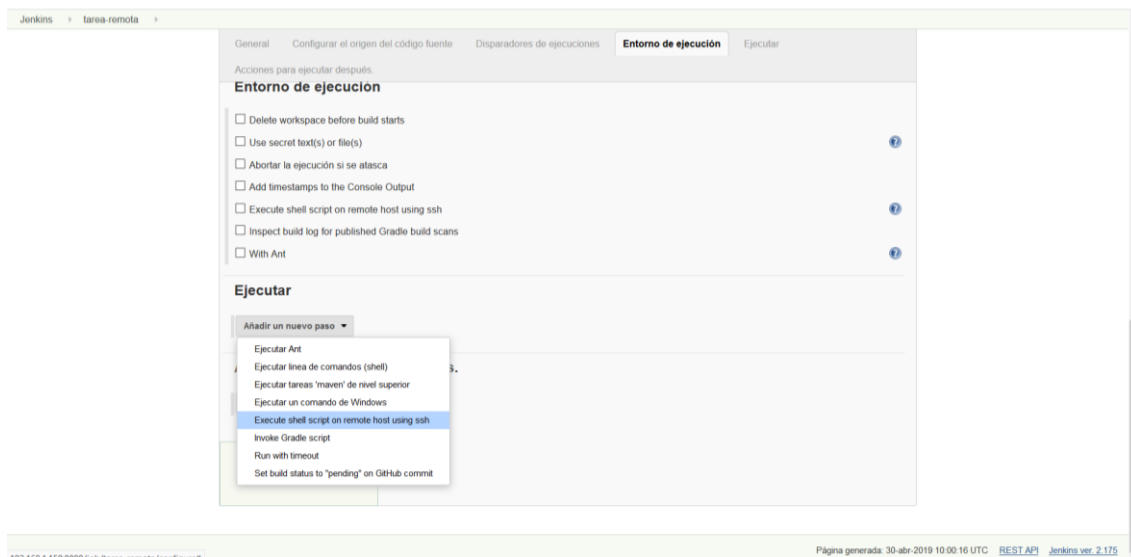 Jenkins tarea-remota
General Configurar el origen del código fuente Disparadores de ejecuciones Entorno de ejecución Ejecutar
Acciones para ejecutar después.
Entorno de ejecución
Delete workspace before build starts
Use secret text(s) or file(s)
Abortar la ejecución si se atasca
Add timestamps to the Console Output
Execute shell script on remote host using ssh
Inspect build log for published Gradle build scans
With Ant
Ejecutar
Añadir un nuevo paso
Ejecutar Ant
Ejecutar linea de comandos (shell)
Ejecutar tareas 'maven' de nivel superior
Ejecutar un comando de Windows
Execute shell script on remote host using ssh
Invoke Gradle script
Run with timeout
Set build status to "pending" on GitHub commit
Página generada: 30-abr-2019 10:00:16 UTC REST API Jenkins ver. 2.175